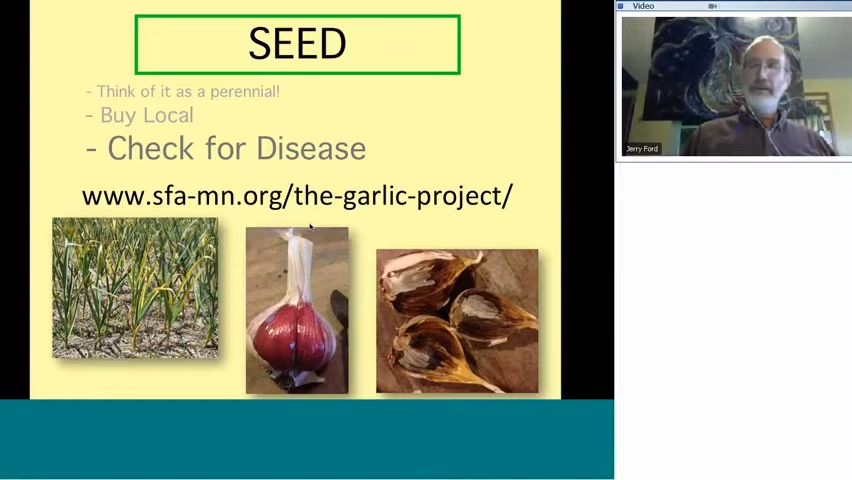 SEED
- Think of it as a perennial!
- Buy Local
- Check for Disease
www.sfa-mn.org/the-garlic-project/
Video
Jerry Ford